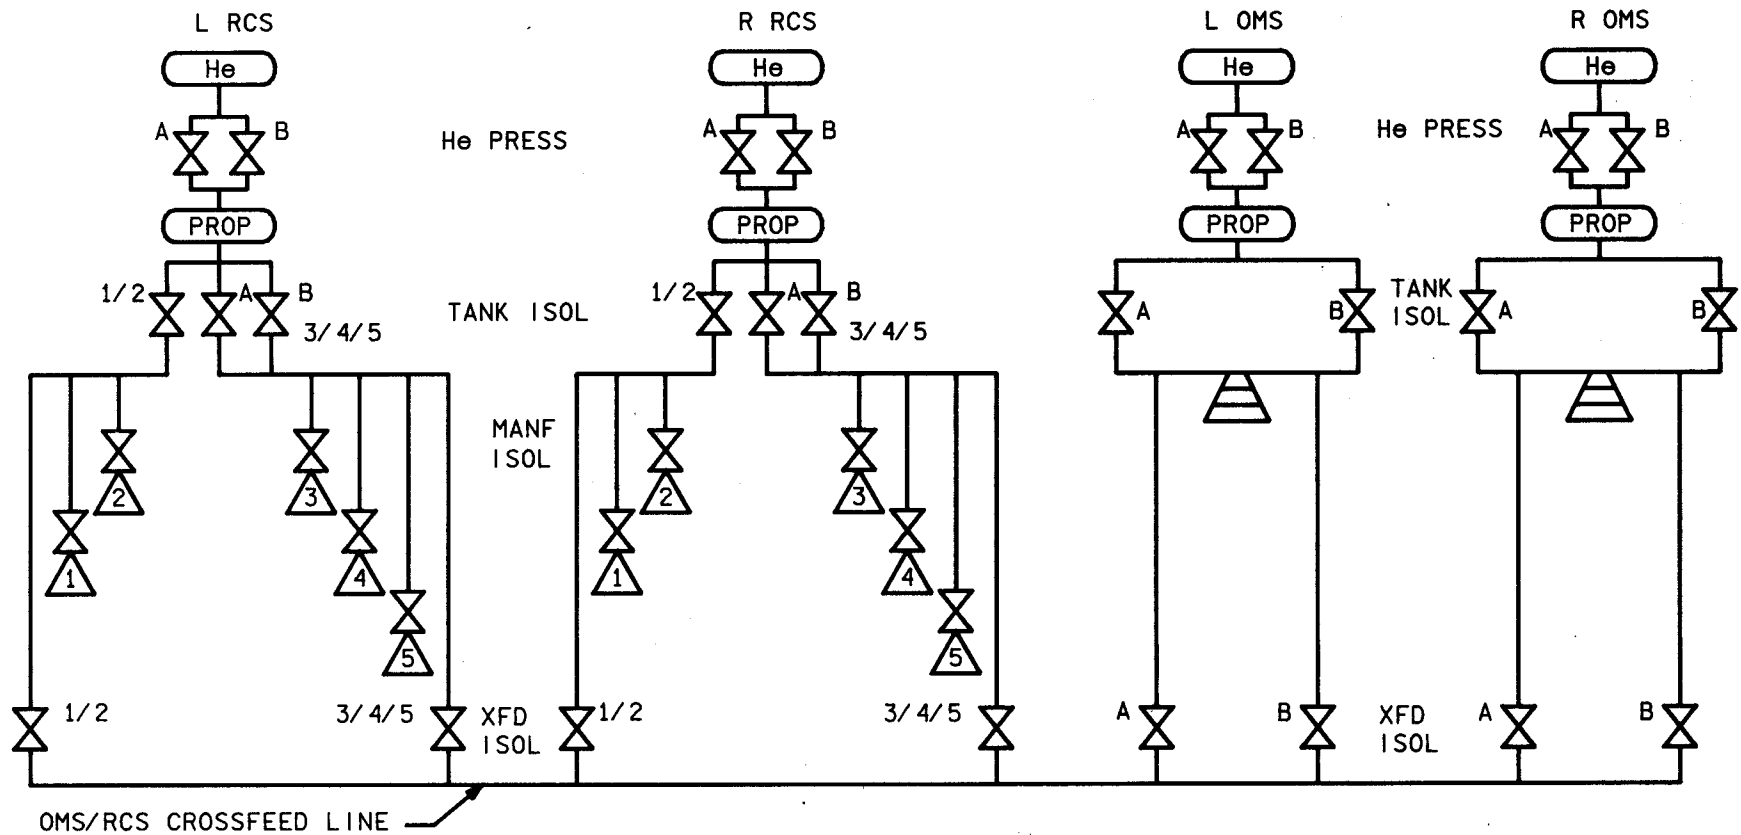 L RCS
R RCS
L OMS
R OMS
He
He
He
He
A
B
He PRESS
A
B
A
B
He PRESS
A
B
PROP
PROP
PROP
PROP
1/2
A
B
3/4/5
TANK ISOL
1/2
A
B
3/4/5
A
B
TANK
ISOL
A
B
MANF
ISOL
2
3
2
3
1
4
1
4
5
5
1/2
3/4/5
XFD
ISOL
1/2
3/4/5
A
B
XFD
ISOL
A
B
OMS/RCS CROSSFEED LINE